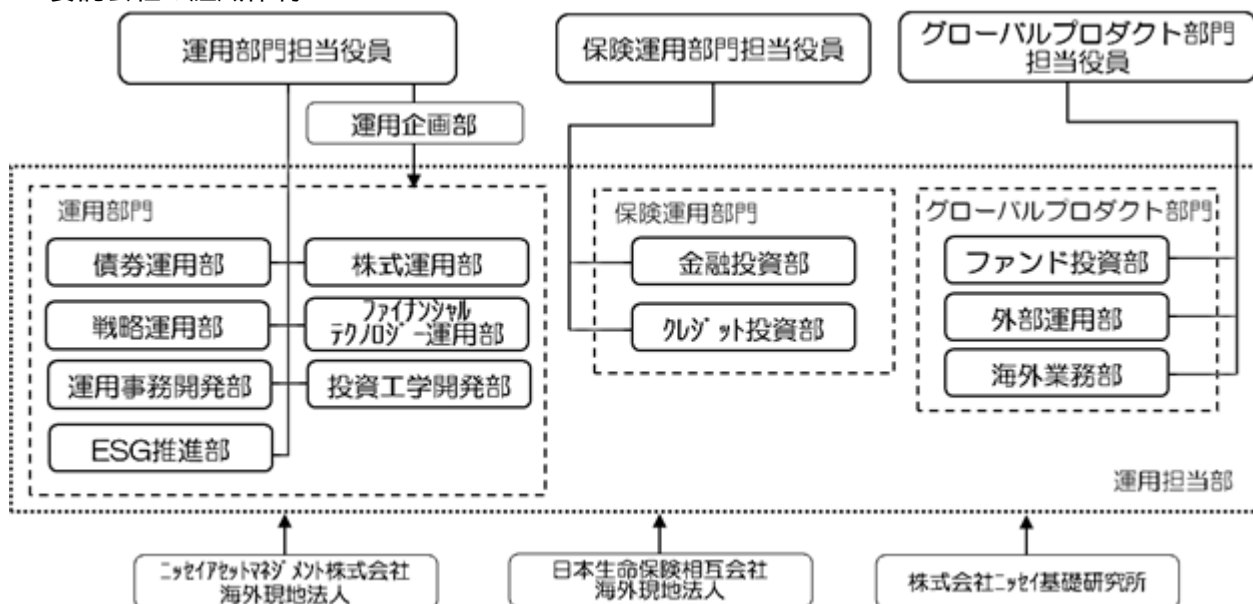 運用部門担当役員
保険運用部門担当役員
グローバルプロダクト部門
担当役員
運用企画部
運用部門
債券運用部
株式運用部
戦略運用部
ファイナンシャル
テクノロジー運用部
運用事務開発部
投資工学開発部
ESG推進部
保険運用部門
金融投資部
クレジット投資部
グローバルプロダクト部門
ファンド投資部
外部運用部
海外業務部
運用担当部
ニッセイアセットマネジメント株式会社
海外現地法人
日本生命保険相互会社
海外現地法人
株式会社ニッセイ基礎研究所